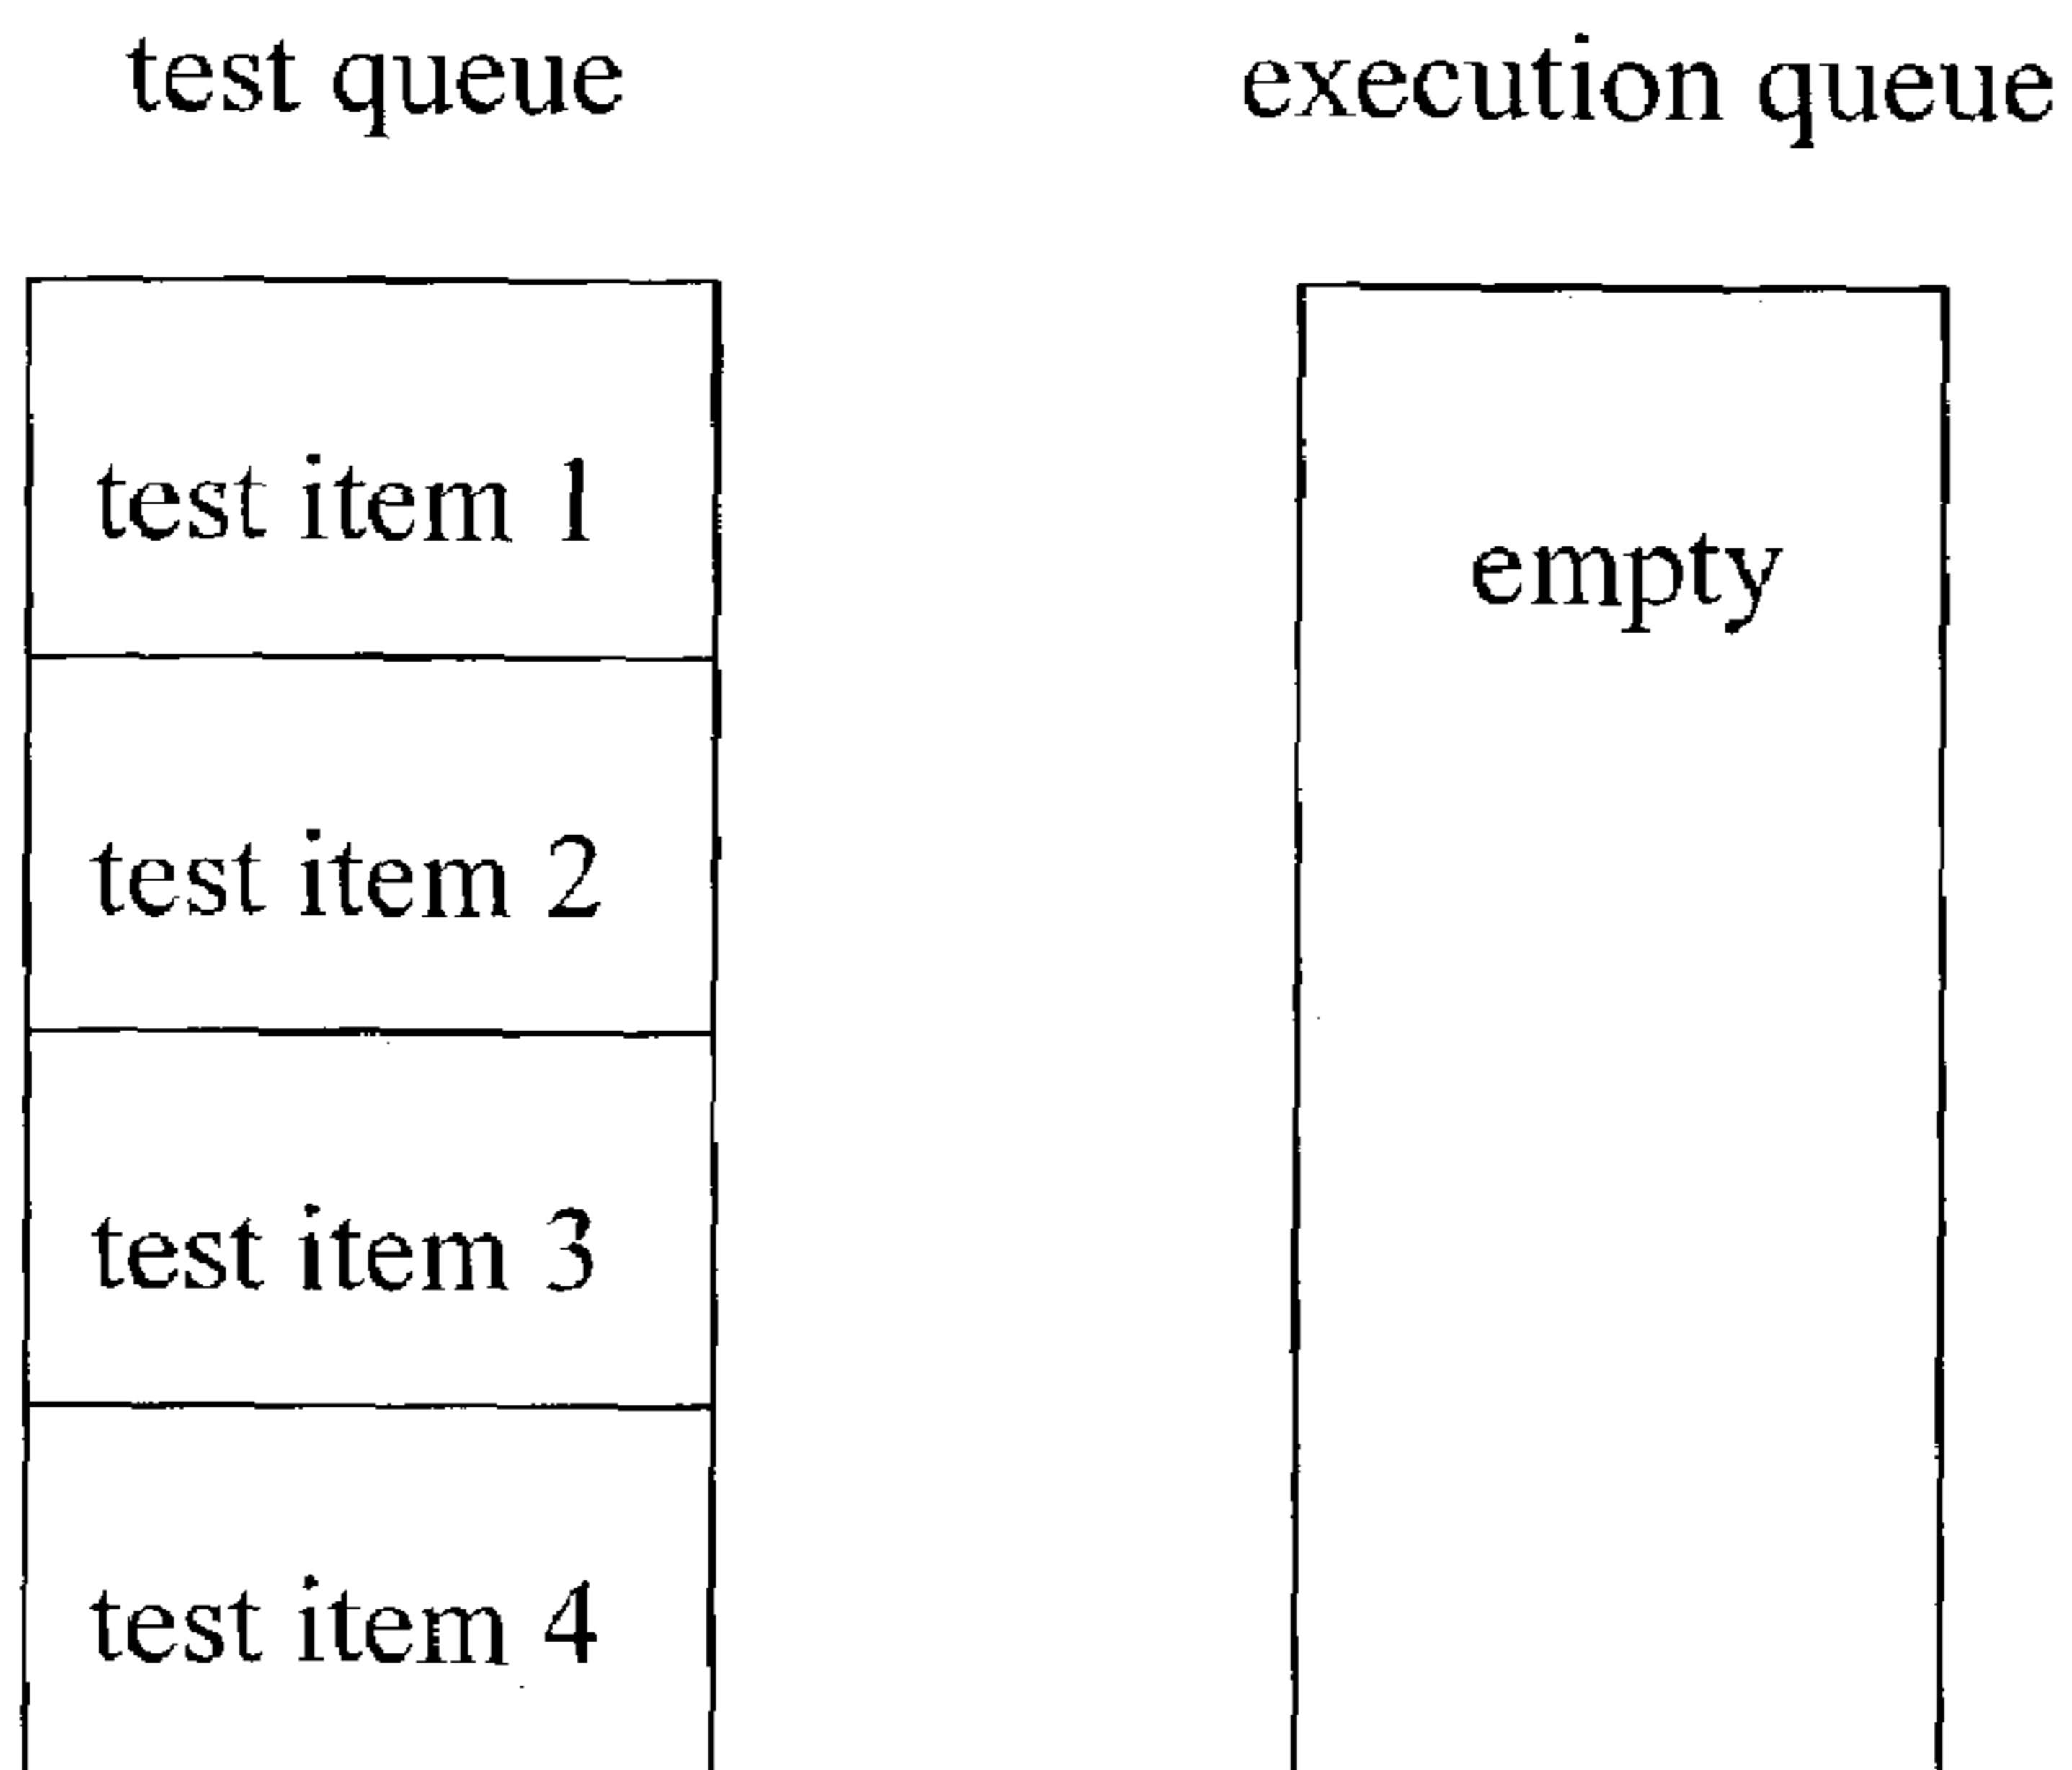 test queue
execution queue
test item 1
empty
test item 2
test item 3
test item 4